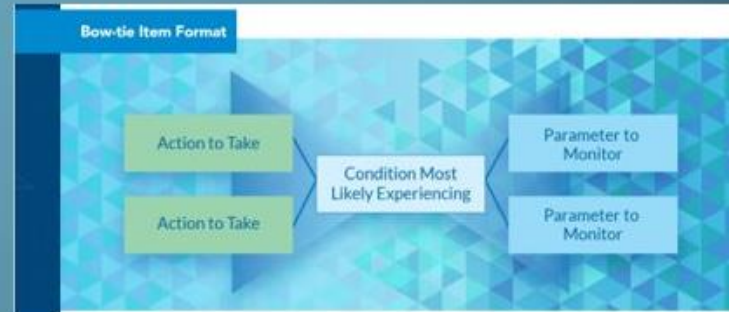 Bow-tie Item Format
Action to Take
Action to Take
Condition Most
Likely Experiencing
Parameter to
Monitor
Parameter to
Monitor